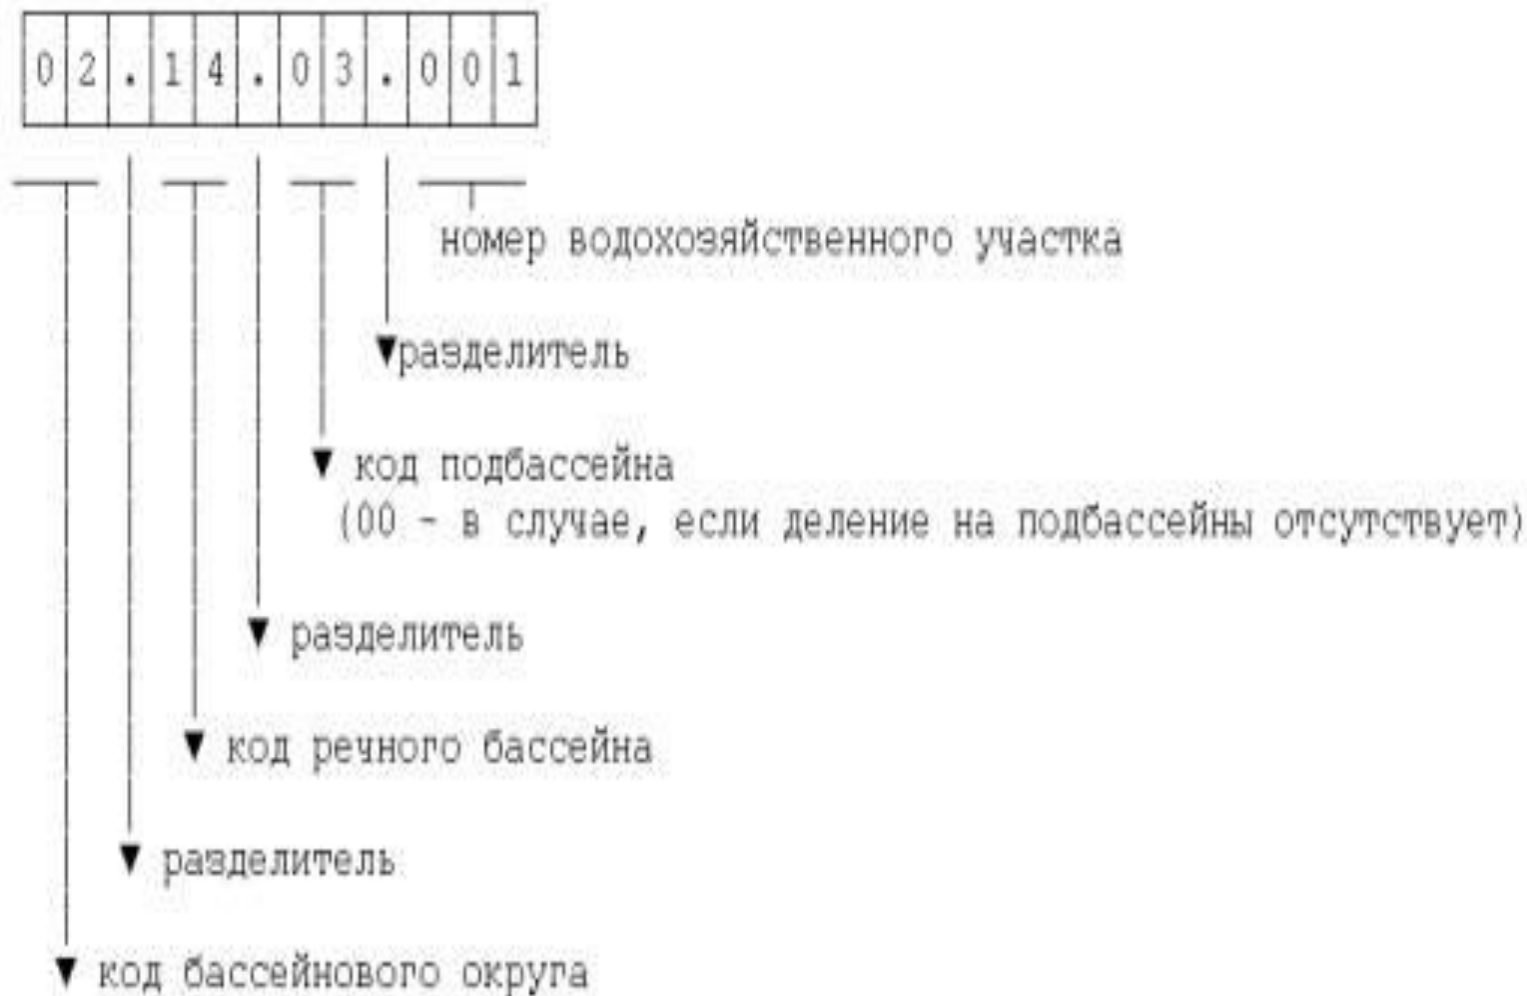 02.14.03.001
номер водохозяйственного участка
разделитель
код подбассейна
(00 - в случае, если деление на подбассейны отсутствует)
разделитель
код речного бассейна
разделитель
код бассейнового округа